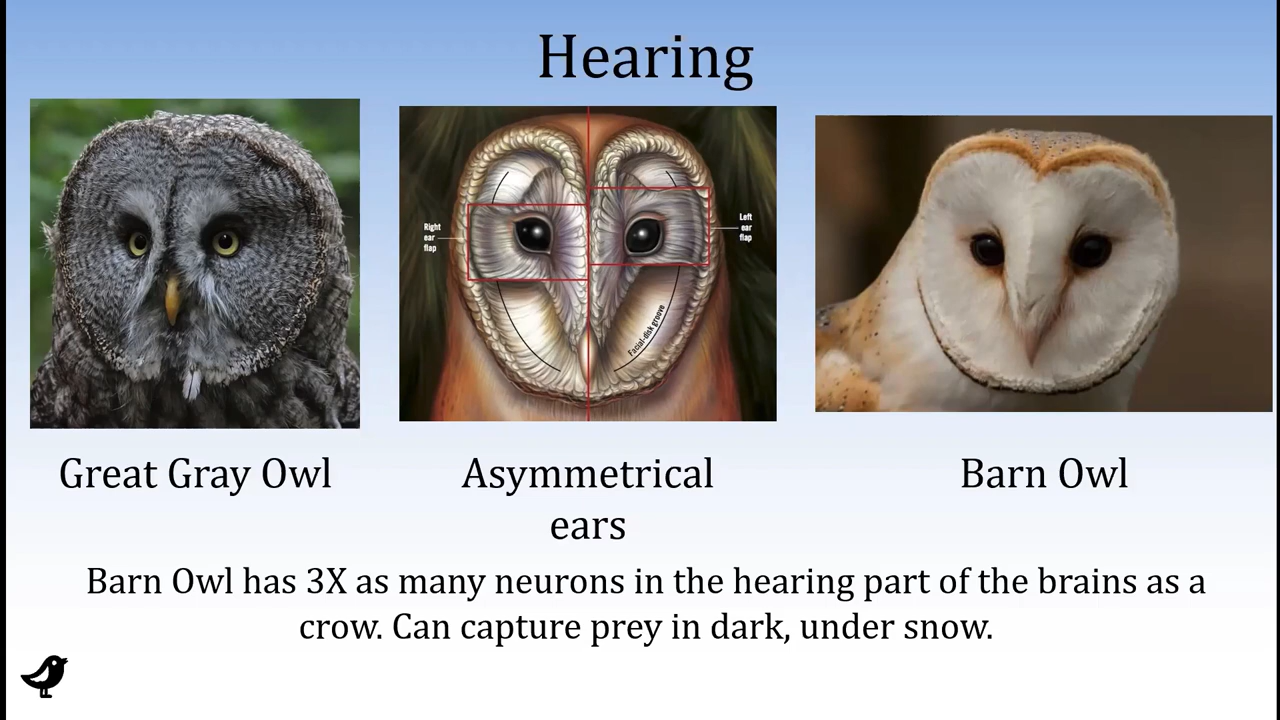 Hearing
Right
ear
flap
Left
ear
flap
Facial-disk groove
Great Gray Owl
Asymmetrical
ears
Barn Owl
Barn Owl has 3X as many neurons in the hearing part of the brains as a
crow. Can capture prey in dark, under snow.